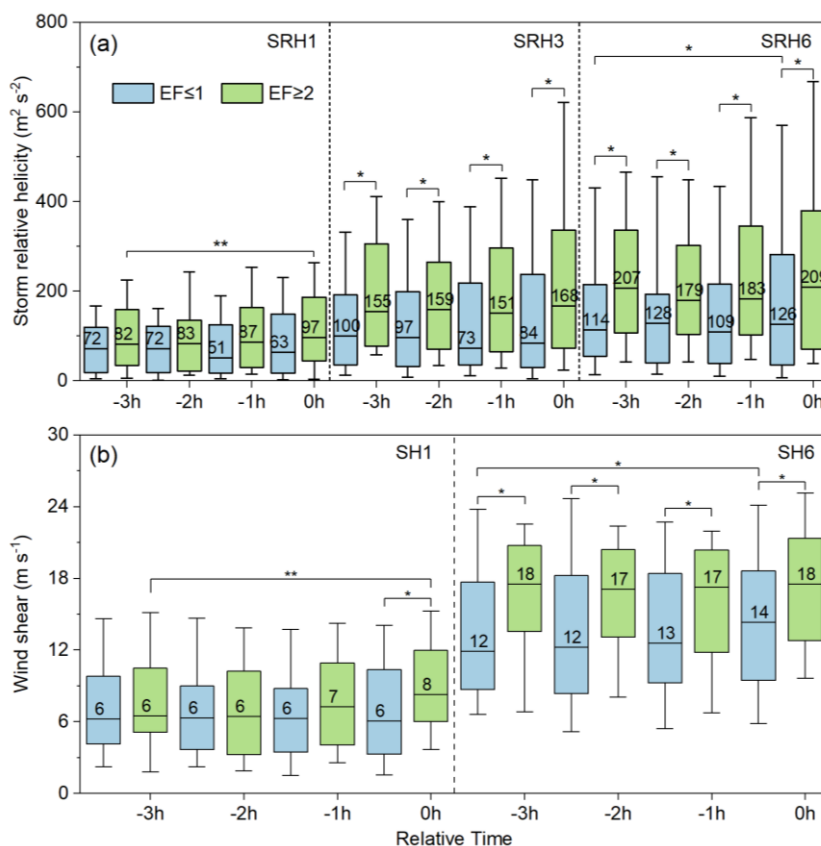 (a) SRH1 SRH3 SRH6
EF≤1 EF≥2
Storm relative helicity (m² s⁻²)
800
600
400
200
0
* * * * * * * * * **
72 82 72 83 51 87 63 97 100 155 97 159 73 151 84 168 114 207 128 179 109 183 126 209
-3h -2h -1h 0h -3h -2h -1h 0h -3h -2h -1h 0h
(b) SH1 SH6
Wind shear (m s⁻¹)
30
24
18
12
6
0
* * * * * ** *
6 6 6 6 6 7 6 8 12 18 12 17 13 17 14 18
-3h -2h -1h 0h -3h -2h -1h 0h
Relative Time